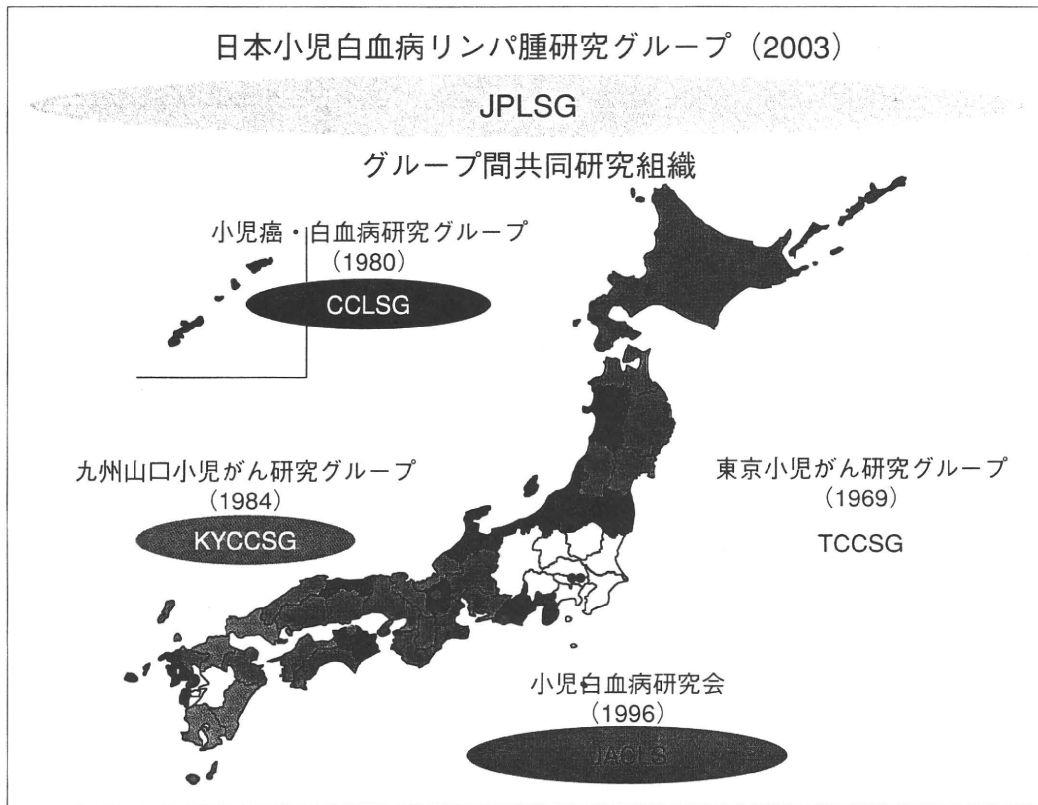 日本小児白血病リンパ腫研究グループ（2003）
JPLSG
グループ間共同研究組織
小児癌・白血病研究グループ
（1980）
CCLSG
九州山口小児がん研究グループ
（1984）
KYCCSG
東京小児がん研究グループ
（1969）
TCCSG
小児白血病研究会
（1996）
JACLS